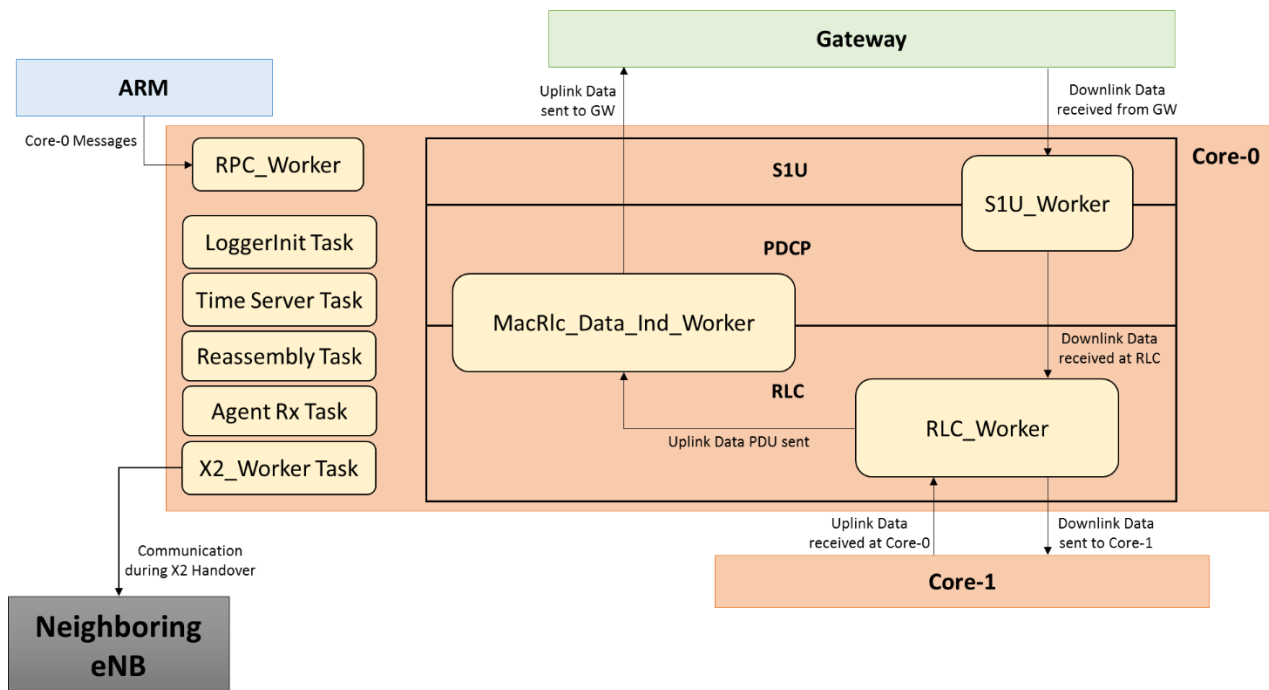 Gateway
ARM
Uplink Data
sent to GW
Downlink Data
received from GW
Core-0 Messages
RPC_Worker
Core-0
S1U
S1U_Worker
LoggerInit Task
PDCP
Time Server Task
MacRlc_Data_Ind_Worker
Reassembly Task
Downlink Data
received at RLC
RLC
Agent Rx Task
RLC_Worker
Uplink Data PDU sent
X2_Worker Task
Uplink Data
received at Core-0
Downlink Data
sent to Core-1
Communication
during X2 Handover
Core-1
Neighboring
eNB